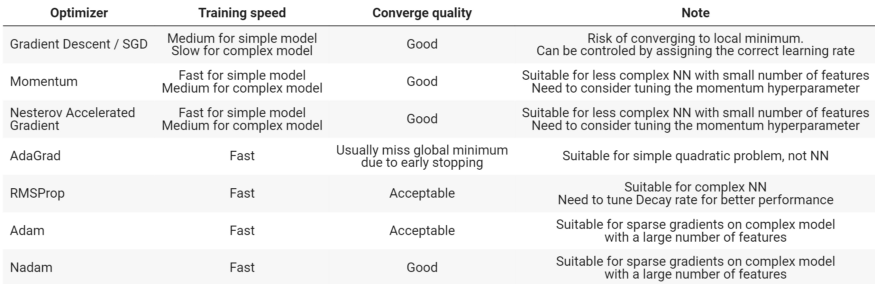 Optimizer Training speed Converge quality Note
Gradient Descent / SGD Medium for simple model Good Risk of converging to local minimum.
Slow for complex model Can be controled by assigning the correct learning rate
Momentum Fast for simple model Good Suitable for less complex NN with small number of features
Medium for complex model Need to consider tuning the momentum hyperparameter
Nesterov Accelerated Fast for simple model Good Suitable for less complex NN with small number of features
Gradient Medium for complex model Need to consider tuning the momentum hyperparameter
AdaGrad Fast Usually miss global minimum Suitable for simple quadratic problem, not NN
due to early stopping
RMSProp Fast Acceptable Suitable for complex NN
Need to tune Decay rate for better performance
Adam Fast Acceptable Suitable for sparse gradients on complex model
with a large number of features
Nadam Fast Good Suitable for sparse gradients on complex model
with a large number of features